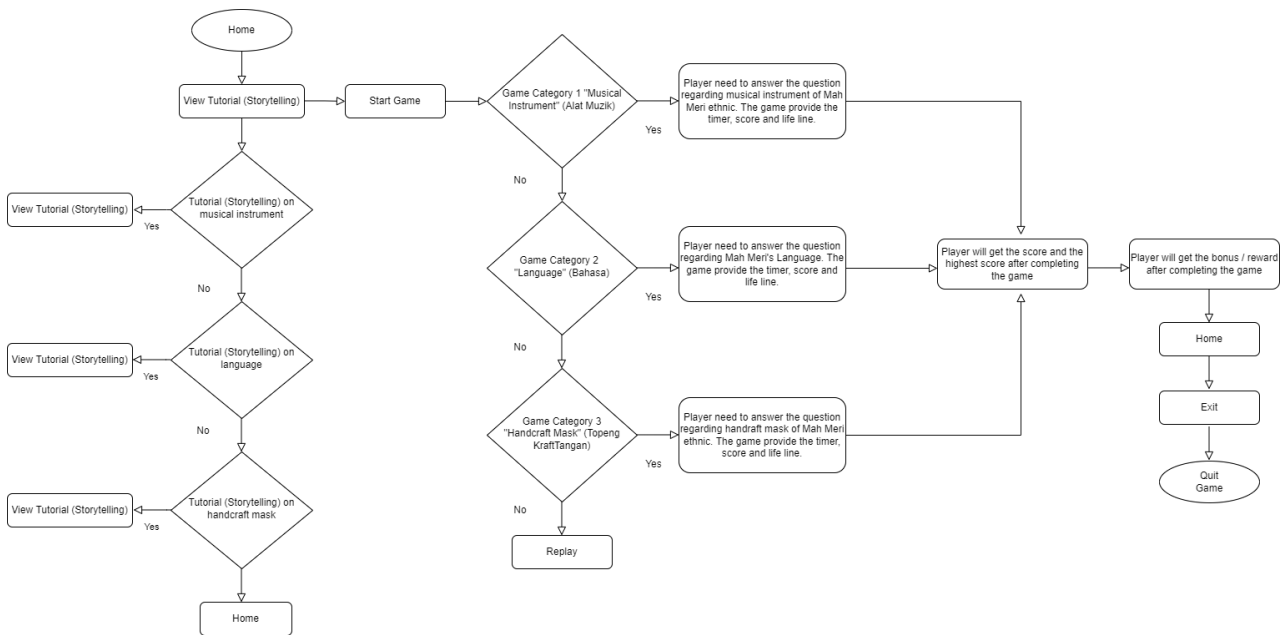 Home
View Tutorial (Storytelling)
Start Game
Game Category 1 "Musical
Instrument" (Alat Muzik)
Yes
No
Player need to answer the question
regarding musical instrument of Mah
Meri ethnic. The game provide the
timer, score and life line.
Tutorial (Storytelling) on
musical instrument
Yes
No
View Tutorial (Storytelling)
Game Category 2
"Language" (Bahasa)
Yes
No
Player need to answer the question
regarding Mah Meri's Language. The
game provide the timer, score and
life line.
Player will get the score and the
highest score after completing
the game
Player will get the bonus / reward
after completing the game
Home
Exit
Quit
Game
Tutorial (Storytelling) on
language
Yes
No
View Tutorial (Storytelling)
Game Category 3
"Handcraft Mask" (Topeng
KraftTangan)
Yes
No
Player need to answer the question
regarding handraft mask of Mah Meri
ethnic. The game provide the timer,
score and life line.
Replay
Tutorial (Storytelling) on
handcraft mask
Yes
View Tutorial (Storytelling)
Home